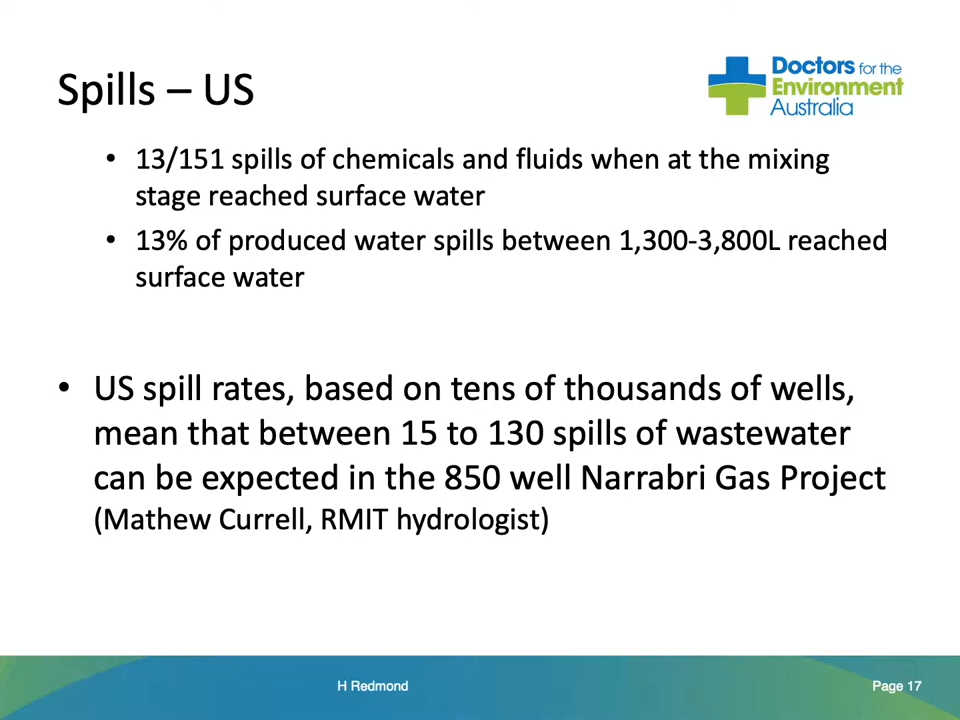 Spills – US
Doctors for the
Environment
Australia
• 13/151 spills of chemicals and fluids when at the mixing
stage reached surface water
• 13% of produced water spills between 1,300-3,800L reached
surface water
• US spill rates, based on tens of thousands of wells,
mean that between 15 to 130 spills of wastewater
can be expected in the 850 well Narrabri Gas Project
(Mathew Currell, RMIT hydrologist)
H Redmond
Page 17